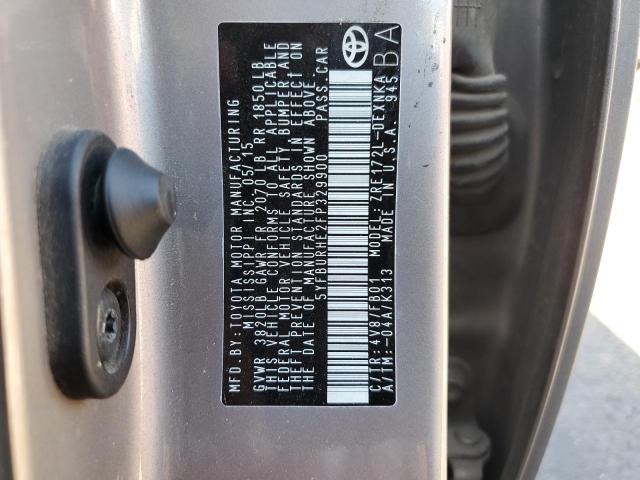 MFD.BY:TOYOTA MOTOR MANUFACTURING
MISSISSIPPI INC. 05/15
GVWR 3820LB GAWR FR 2070 LB RR 1850LB
THIS VEHICLE CONFORMS TO ALL APPLICABLE
FEDERAL MOTOR VEHICLE SAFETY, BUMPER AND
THEFT PREVENTION STANDARDS IN EFFECT ON
THE DATE OF MANUFACTURE SHOWN ABOVE.
5YFBURHE2FP329900 PASS.CAR
C/TR:4V8/FB01 MODEL:ZRE172L-DEXNKA
A/TM:-04A/K313 MADE IN U.S.A. 945
BA